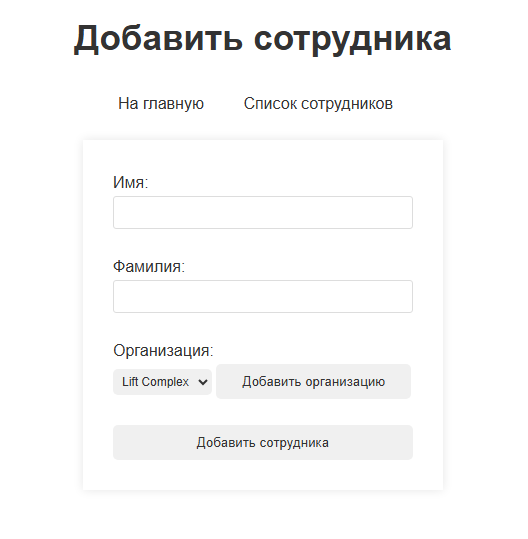 Добавить сотрудника
На главную Список сотрудников
Имя:
Фамилия:
Организация:
Lift Complex Добавить организацию
Добавить сотрудника